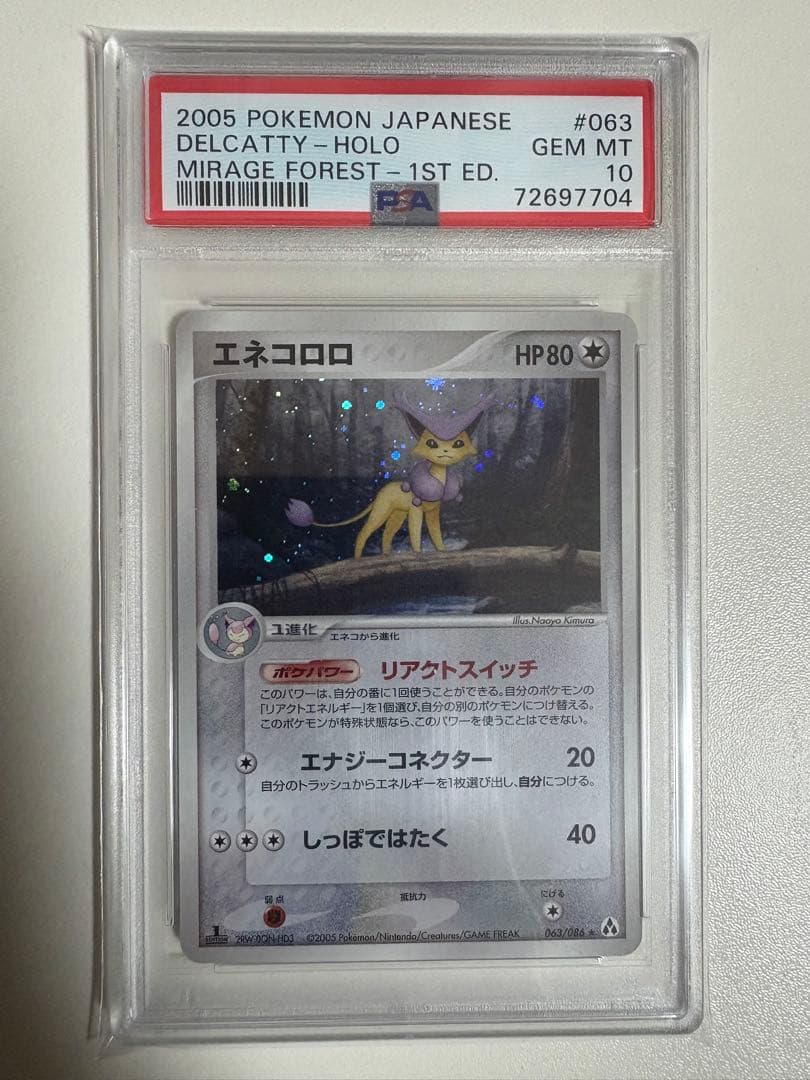 2005 POKEMON JAPANESE #063
DELCATTY - HOLO GEM MT
MIRAGE FOREST - 1ST ED. 10
PSA 72697704
エネコロロ HP80
Illus.Naoyo Kimura
1進化 エネコから進化
ポケパワー リアクトスイッチ
このパワーは、自分の番に1回使うことができる。自分のポケモンの
「リアクトエネルギー」を1個選び、自分の別のポケモンにつけ替える。
このポケモンが特殊状態なら、このパワーを使うことはできない。
エナジーコネクター 20
自分のトラッシュからエネルギーを1枚選び出し、自分につける。
しっぽではたく 40
弱点 抵抗力 にげる
1 EDITION ©2005 Pokémon/Nintendo/Creatures/GAME FREAK 063/086 ★